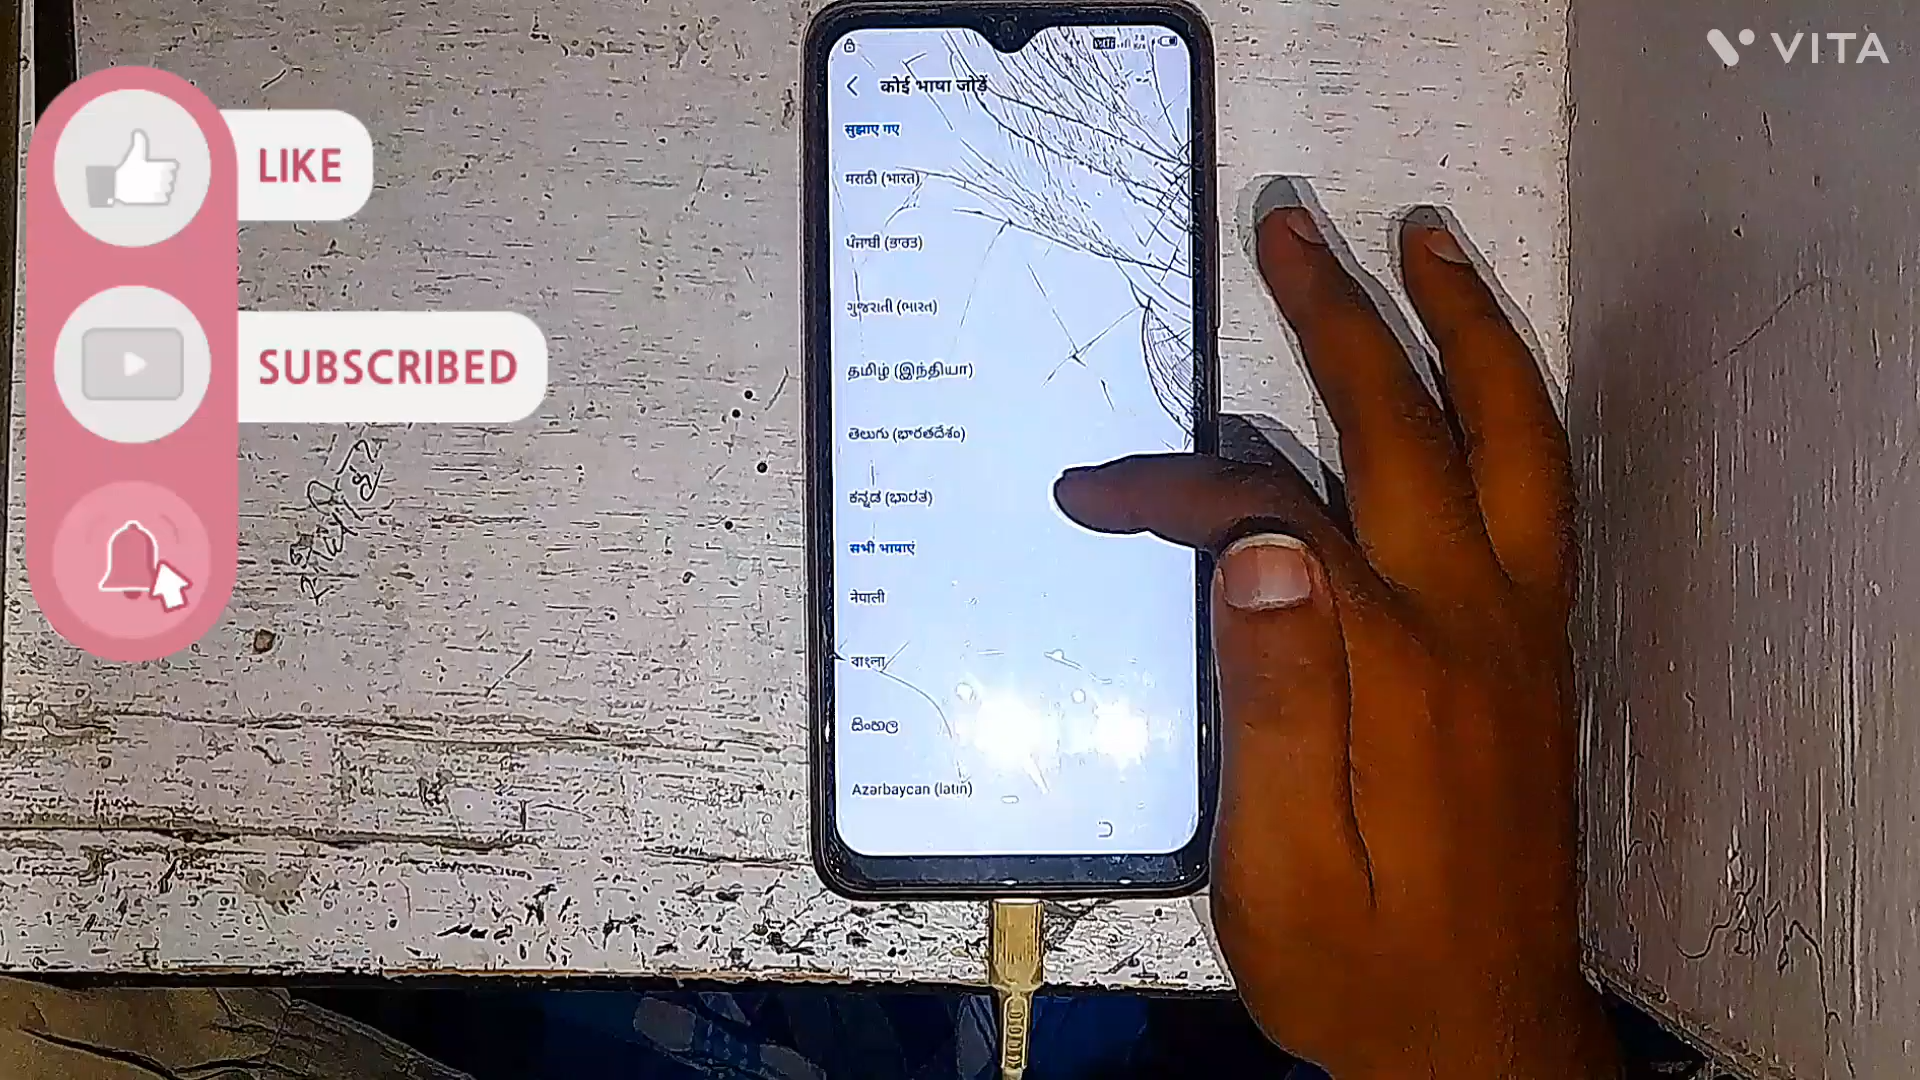 VITA
LIKE
SUBSCRIBED
कोई भाषा जोड़ें
सुझाए गए
मराठी (भारत)
ਪੰਜਾਬੀ (ਭਾਰਤ)
ગુજરાતી (ભારત)
தமிழ் (இந்தியா)
తెలుగు (భారతదేశం)
ಕನ್ನಡ (ಭಾರತ)
सभी भाषाएं
नेपाली
বাংলা
සිංහල
Azərbaycan (latın)